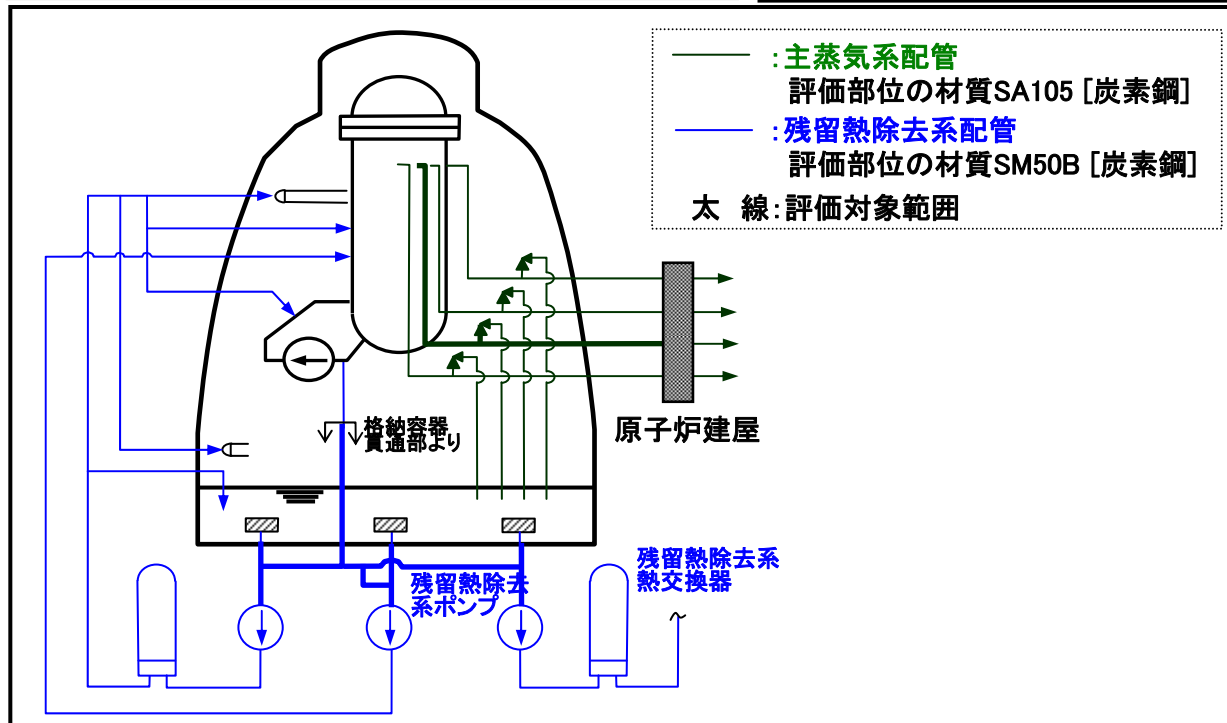 ：主蒸気系配管
評価部位の材質SA105 [炭素鋼]
：残留熱除去系配管
評価部位の材質SM50B [炭素鋼]
太　線：評価対象範囲
原子炉建屋
格納容器
貫通部より
残留熱除去系
熱交換器
残留熱除去
系ポンプ